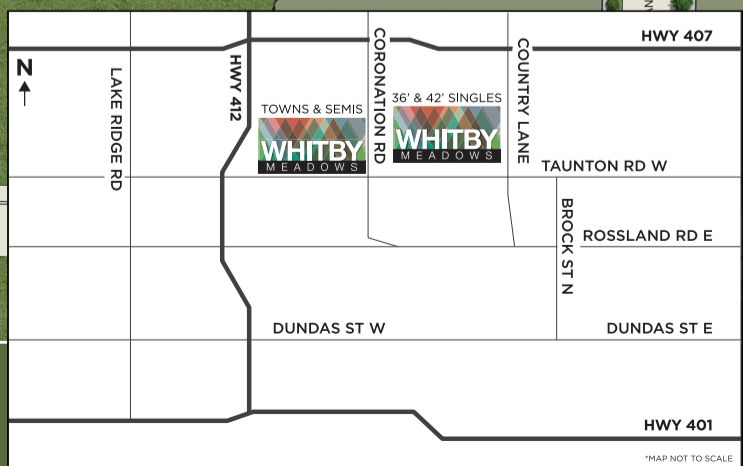 HWY 407
N
LAKE RIDGE RD
HWY 412
TOWNS & SEMIS
WHITBY
MEADOWS
CORONATION RD
36' & 42' SINGLES
WHITBY
MEADOWS
COUNTRY LANE
TAUNTON RD W
BROCK ST N
ROSSLAND RD E
DUNDAS ST W
DUNDAS ST E
HWY 401
*MAP NOT TO SCALE